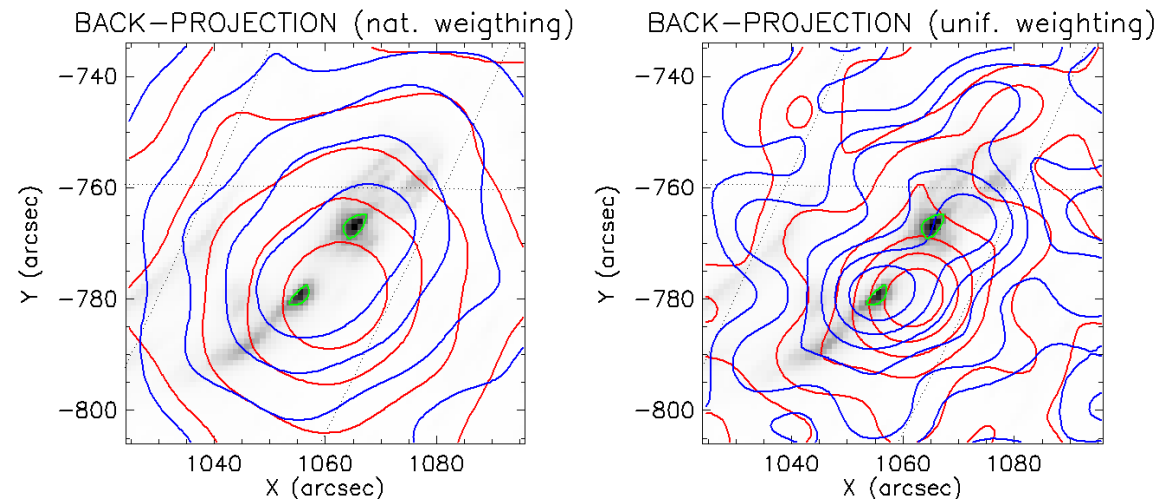 BACK–PROJECTION (nat. weigthing)
BACK–PROJECTION (unif. weighting)
−740
−760
−780
−800
Y (arcsec)
1040
1060
1080
X (arcsec)
−740
−760
−780
−800
Y (arcsec)
1040
1060
1080
X (arcsec)